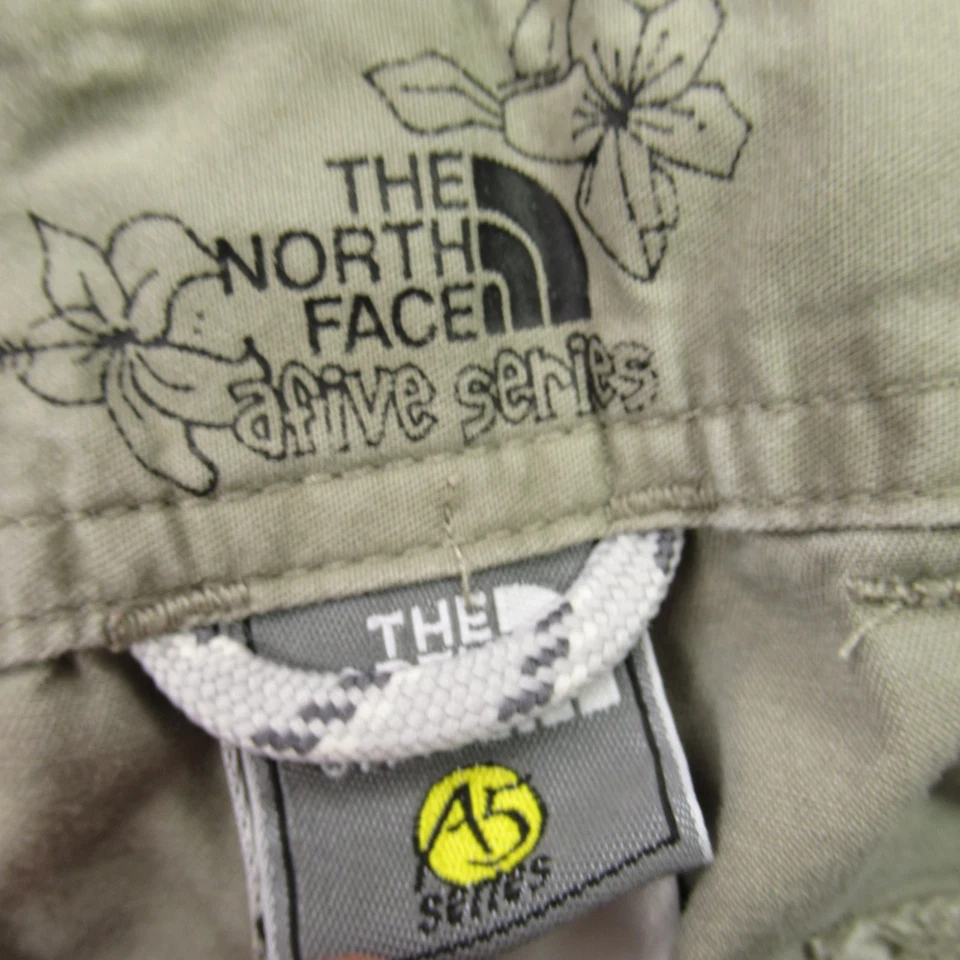 THE
NORTH
FACE
afive series
THE
A5
series